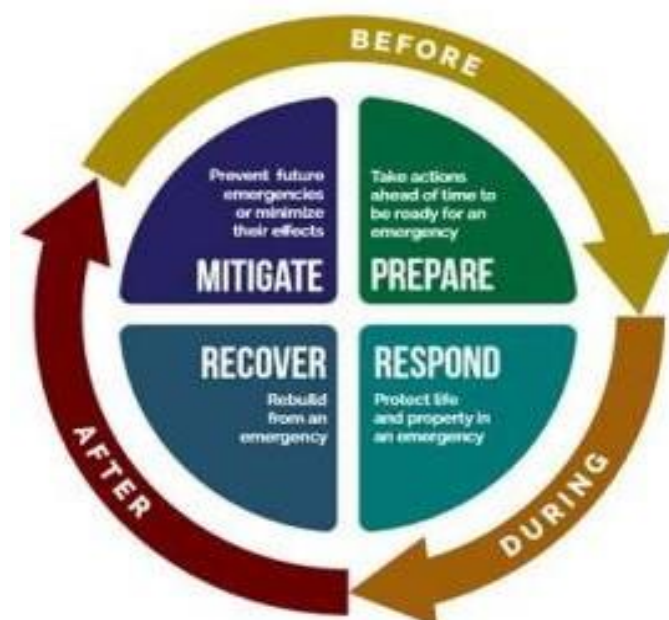 BEFORE
Prevent future
emergencies
or minimize
their effects
MITIGATE
Take actions
ahead of time to
be ready for an
emergency
PREPARE
RECOVER
Rebuild
from an
emergency
RESPOND
Protect life
and property in
an emergency
AFTER
DURING